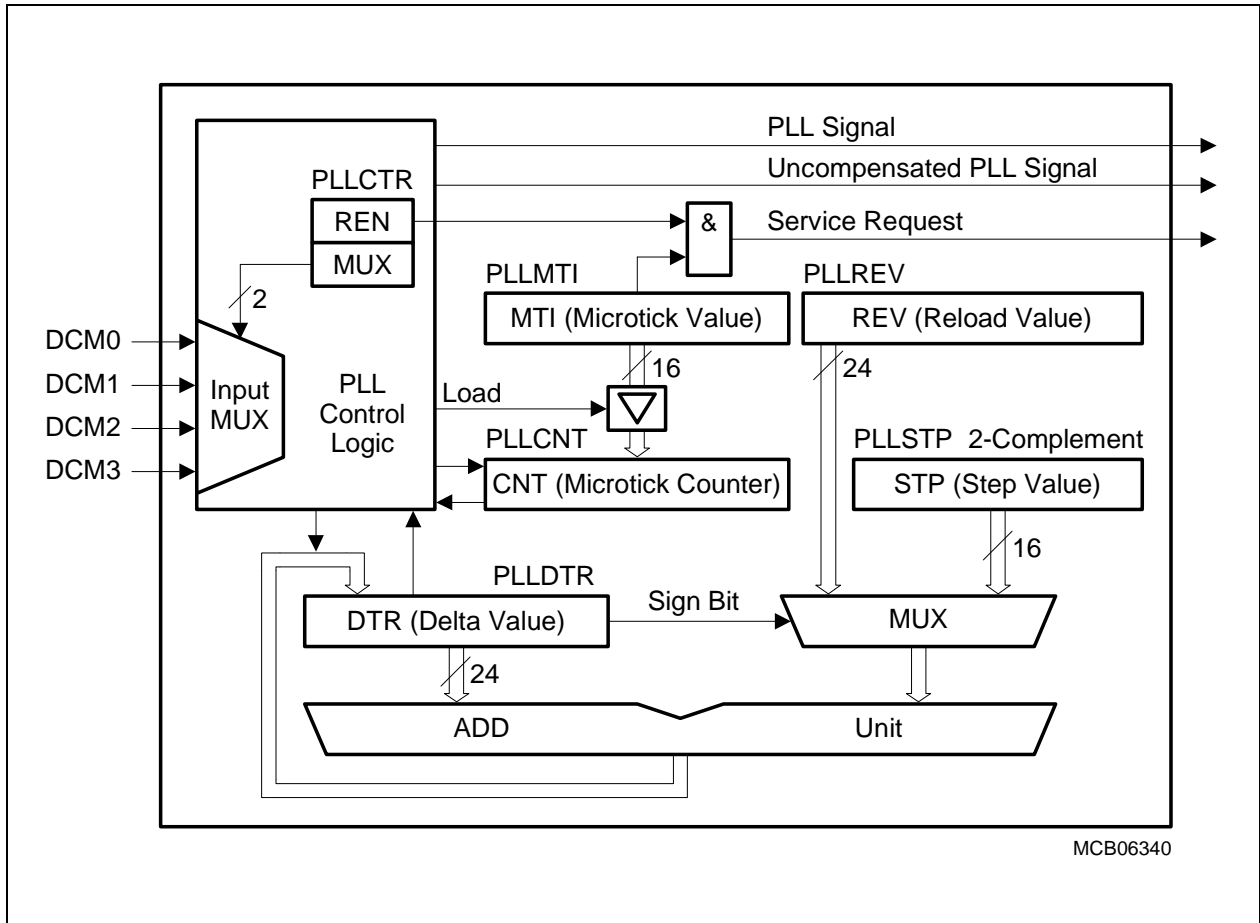 PLL Signal
Uncompensated PLL Signal
PLLCTR
REN
&
Service Request
MUX
PLLMTI
PLLREV
2
MTI (Microtick Value)
REV (Reload Value)
DCM0
DCM1
DCM2
DCM3
Input
MUX
PLL
Control
Logic
16
24
Load
PLLCNT
PLLSTP 2-Complement
CNT (Microtick Counter)
STP (Step Value)
16
PLLDTR
Sign Bit
DTR (Delta Value)
MUX
24
ADD
Unit
MCB06340